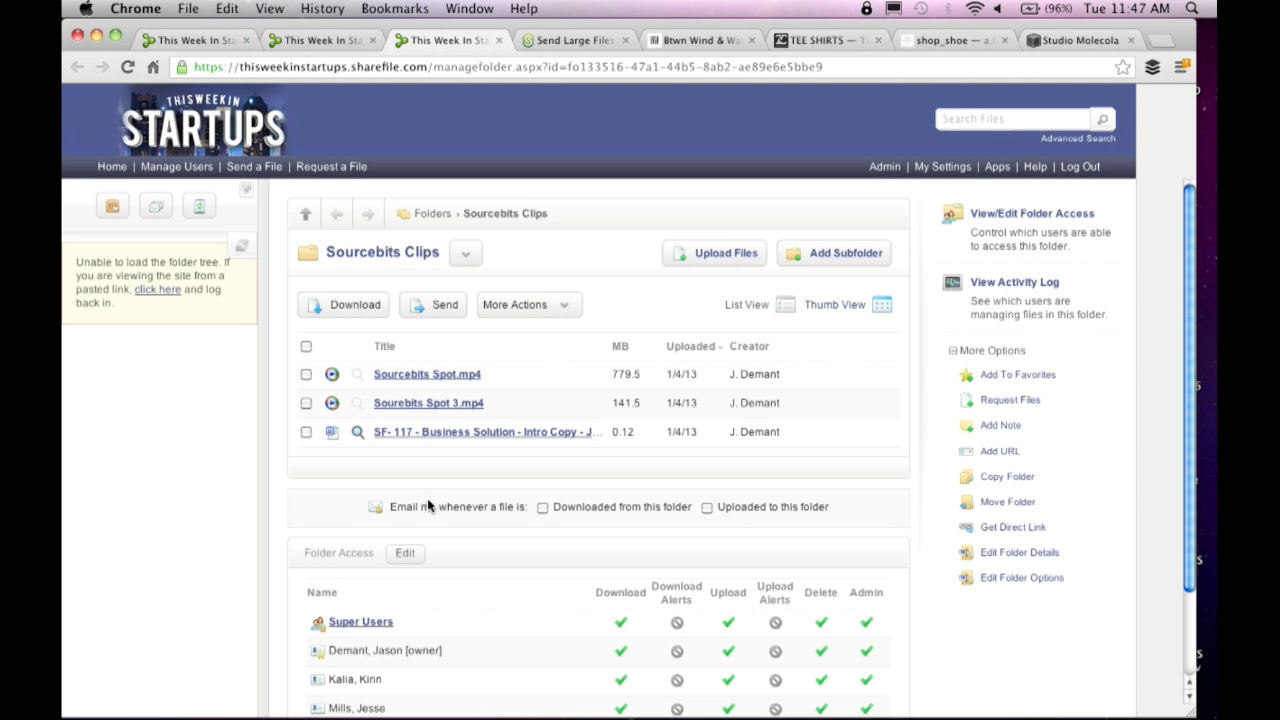 Chrome File Edit View History Bookmarks Window Help (96%) Tue 11:47 AM
This Week In Sta This Week In Sta This Week In Sta Send Large Files Btwn Wind & Wa TEE SHIRTS — T shop_shoe — a. Studio Molecola
https://thisweekinstartups.sharefile.com/managefolder.aspx?id=fo133516-47a1-44b5-8ab2-ae89e6e5bbe9
THISWEEKIN
STARTUPS
Search Files
Advanced Search
Home | Manage Users | Send a File | Request a File Admin | My Settings | Apps | Help | Log Out
Folders › Sourcebits Clips
Sourcebits Clips Upload Files Add Subfolder
Unable to load the folder tree. If
you are viewing the site from a
pasted link, click here and log
back in.
Download Send More Actions List View Thumb View
Title MB Uploaded Creator
Sourcebits Spot.mp4 779.5 1/4/13 J. Demant
Sourebits Spot 3.mp4 141.5 1/4/13 J. Demant
SF- 117 - Business Solution - Intro Copy - J... 0.12 1/4/13 J. Demant
Email me whenever a file is: Downloaded from this folder Uploaded to this folder
Folder Access Edit
Name Download Download Alerts Upload Upload Alerts Delete Admin
Super Users
Demant, Jason [owner]
Kalia, Kirin
Mills, Jesse
View/Edit Folder Access
Control which users are able
to access this folder.
View Activity Log
See which users are
managing files in this folder.
More Options
Add To Favorites
Request Files
Add Note
Add URL
Copy Folder
Move Folder
Get Direct Link
Edit Folder Details
Edit Folder Options